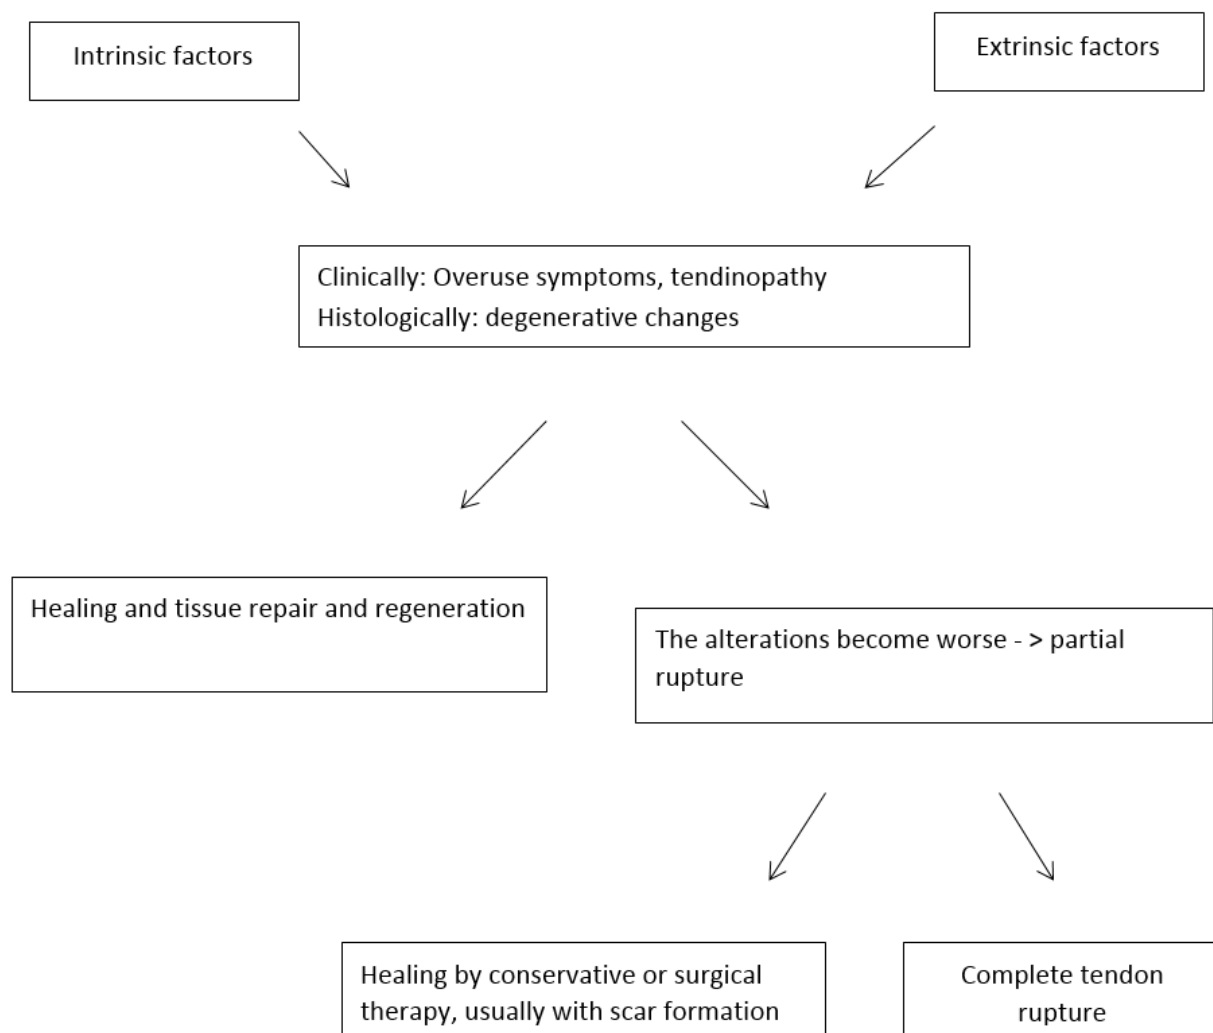 Intrinsic factors
Extrinsic factors
Clinically: Overuse symptoms, tendinopathy
Histologically: degenerative changes
Healing and tissue repair and regeneration
The alterations become worse - > partial
rupture
Healing by conservative or surgical
therapy, usually with scar formation
Complete tendon
rupture